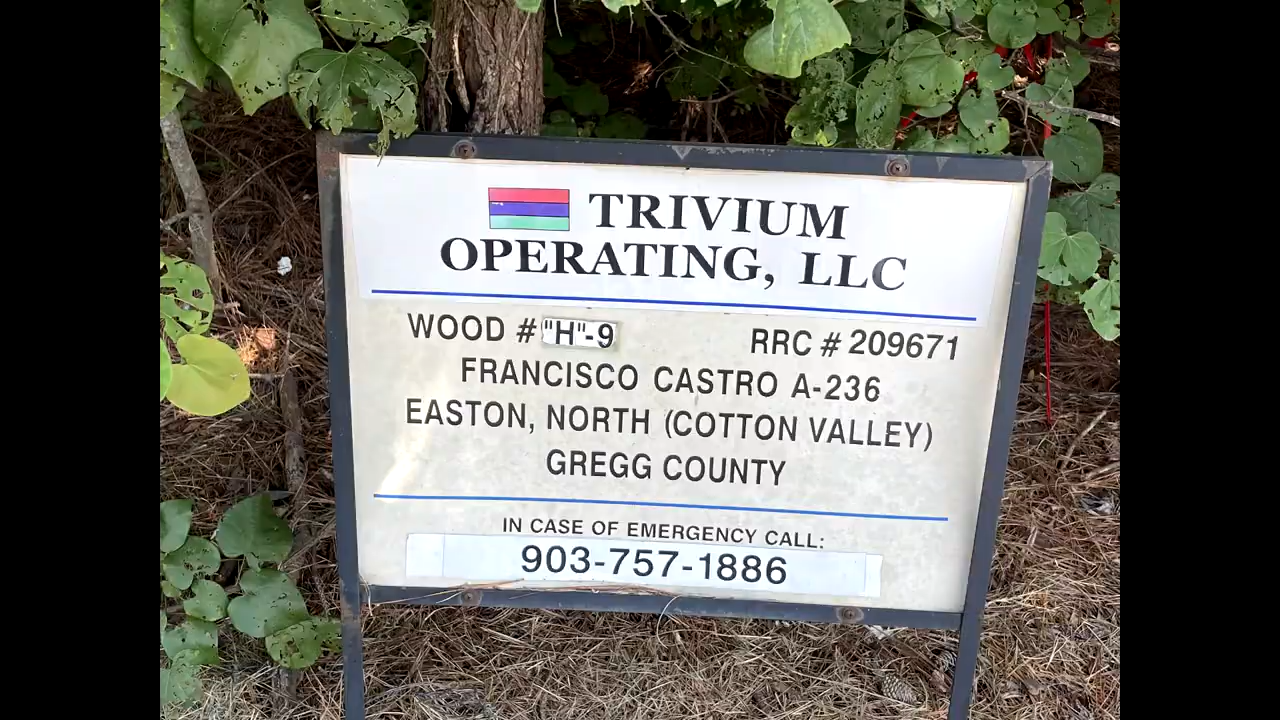 TRIVIUM
OPERATING, LLC
WOOD # "H"-9 RRC # 209671
FRANCISCO CASTRO A-236
EASTON, NORTH (COTTON VALLEY)
GREGG COUNTY
IN CASE OF EMERGENCY CALL:
903-757-1886